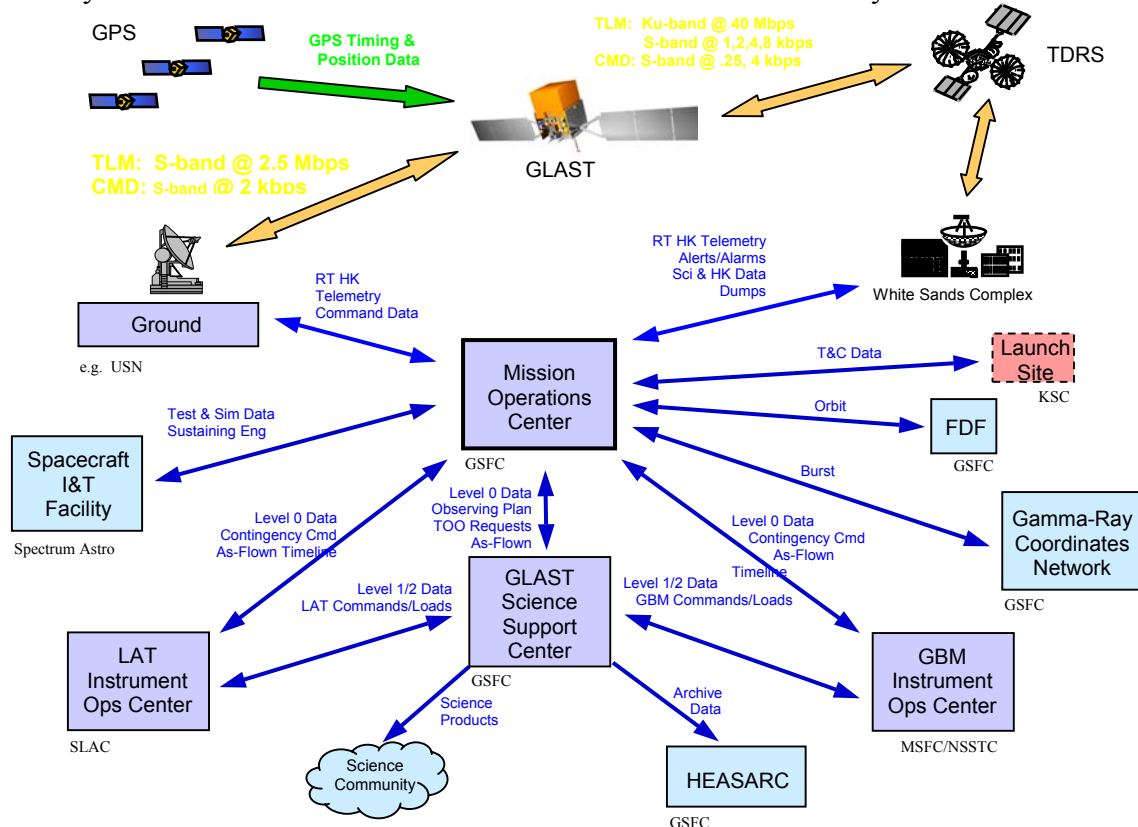 GPS
GPS Timing &
Position Data
TLM: Ku-band @ 40 Mbps
S-band @ 1,2,4,8 kbps
CMD: S-band @ .25, 4 kbps
TDRS
GLAST
TLM: S-band @ 2.5 Mbps
CMD: S-band @ 2 kbps
RT HK
Telemetry
Command Data
RT HK Telemetry
Alerts/Alarms
Sci & HK Data
Dumps
White Sands Complex
Ground
e.g. USN
Mission
Operations
Center
GSFC
T&C Data
Launch
Site
KSC
Orbit
FDF
GSFC
Test & Sim Data
Sustaining Eng
Spacecraft
I&T
Facility
Spectrum Astro
Burst
Gamma-Ray
Coordinates
Network
GSFC
Level 0 Data
Contingency Cmd
As-Flown Timeline
Level 0 Data
Observing Plan
TOO Requests
As-Flown
Level 0 Data
Contingency Cmd
As-Flown
Timeline
Level 1/2 Data
LAT Commands/Loads
GLAST
Science
Support
Center
GSFC
Level 1/2 Data
GBM Commands/Loads
LAT
Instrument
Ops Center
SLAC
GBM
Instrument
Ops Center
MSFC/NSSTC
Science
Products
Archive
Data
Science
Community
HEASARC
GSFC